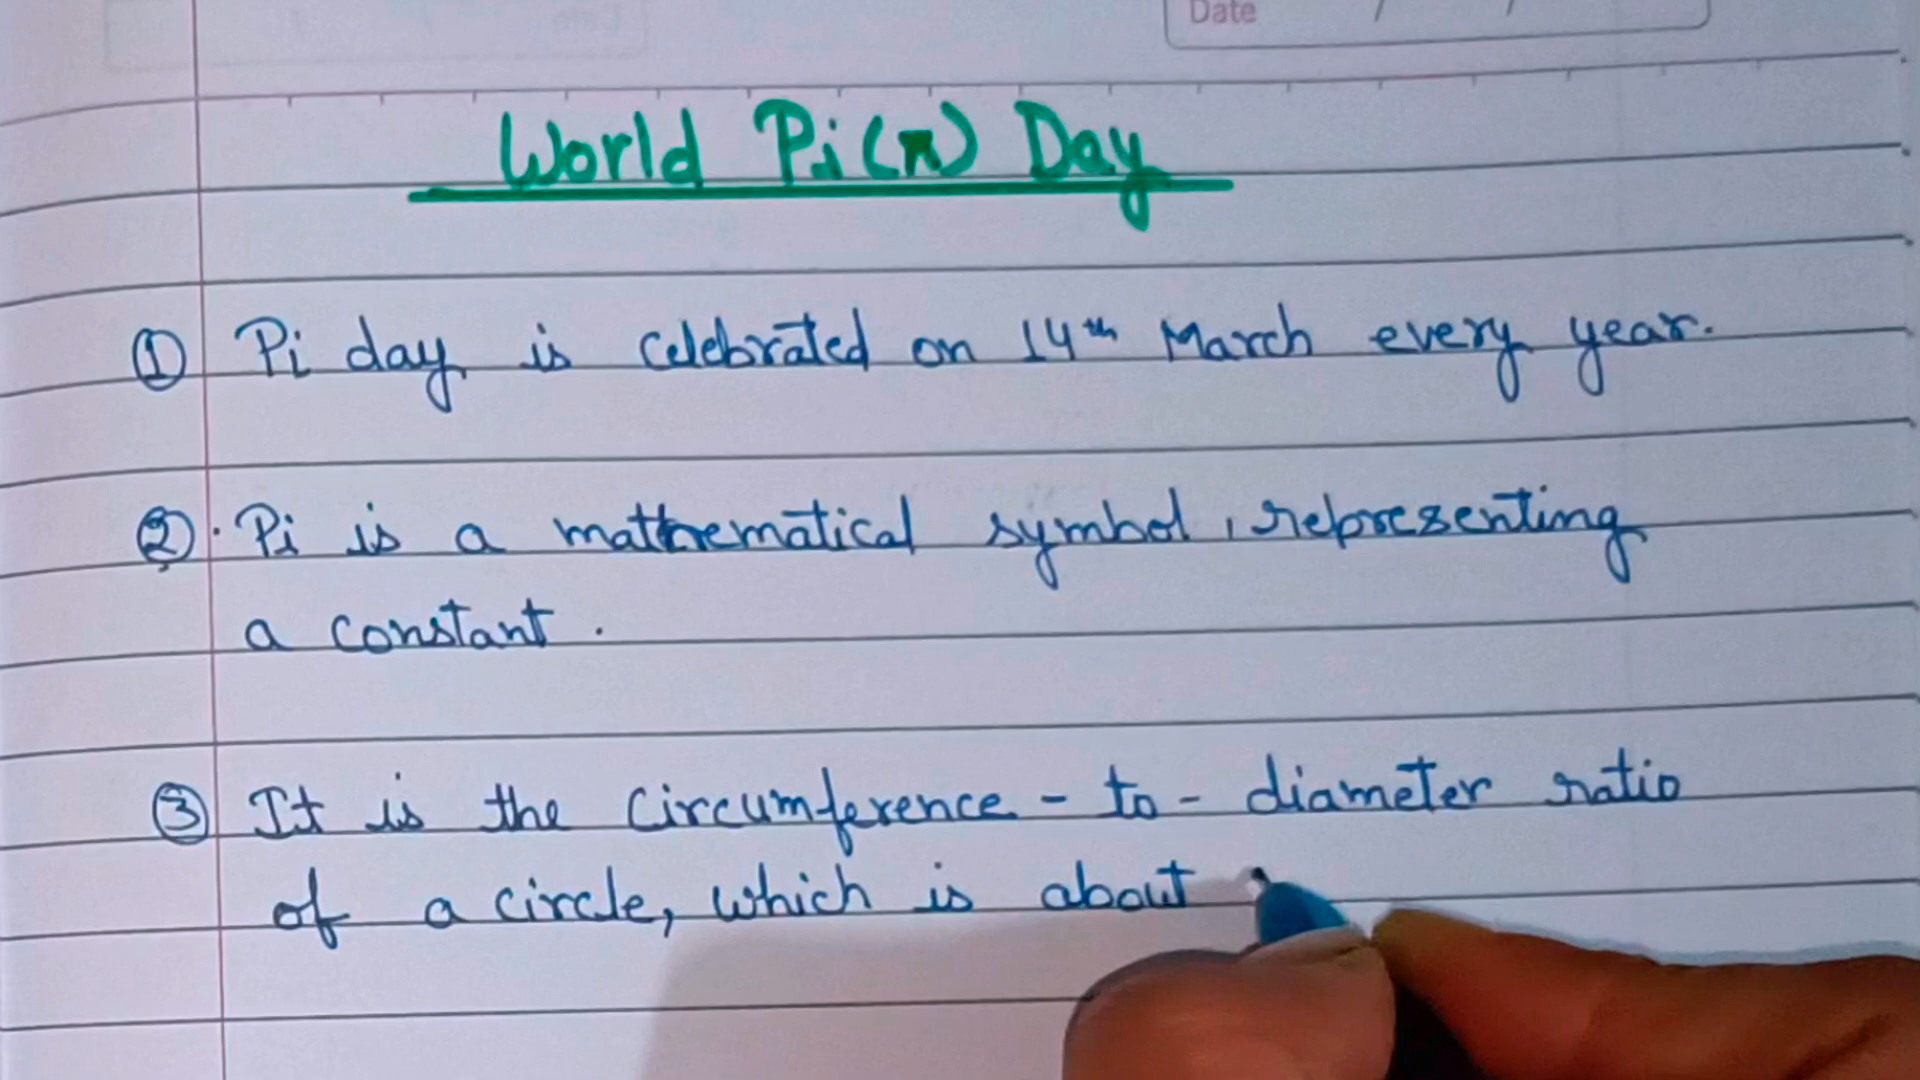 Date / /
World Pi(π) Day
① Pi day is celebrated on 14th March every year.
②. Pi is a mathematical symbol, representing
a constant.
③ It is the circumference-to-diameter ratio
of a circle, which is about